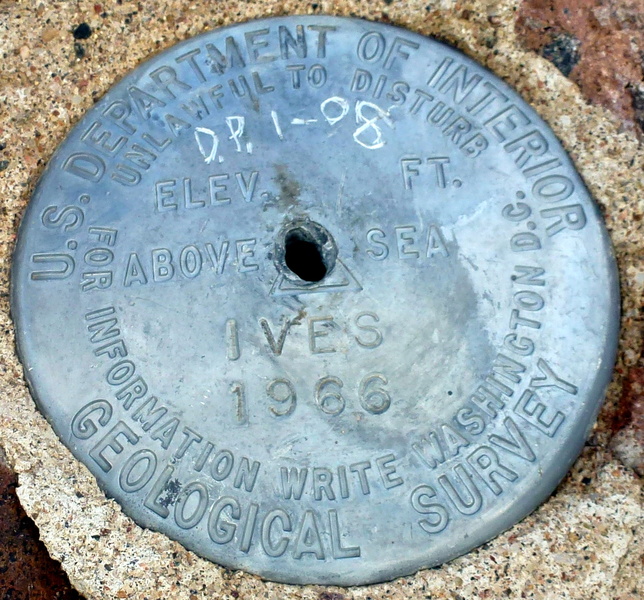 U.S. DEPARTMENT OF INTERIOR
UNLAWFUL TO DISTURB
D.P. 1-08
ELEV. FT.
ABOVE SEA
IVES
1966
FOR INFORMATION WRITE WASHINGTON D.C.
GEOLOGICAL SURVEY